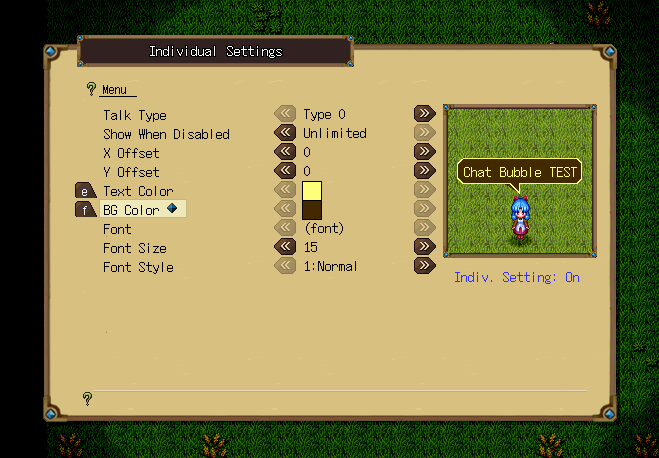 Individual Settings
? Menu
Talk Type Type 0
Show When Disabled Unlimited
X Offset 0
Y Offset 0
e Text Color
f BG Color
Font (font)
Font Size 15
Font Style 1:Normal
Chat Bubble TEST
Indiv. Setting: On
?